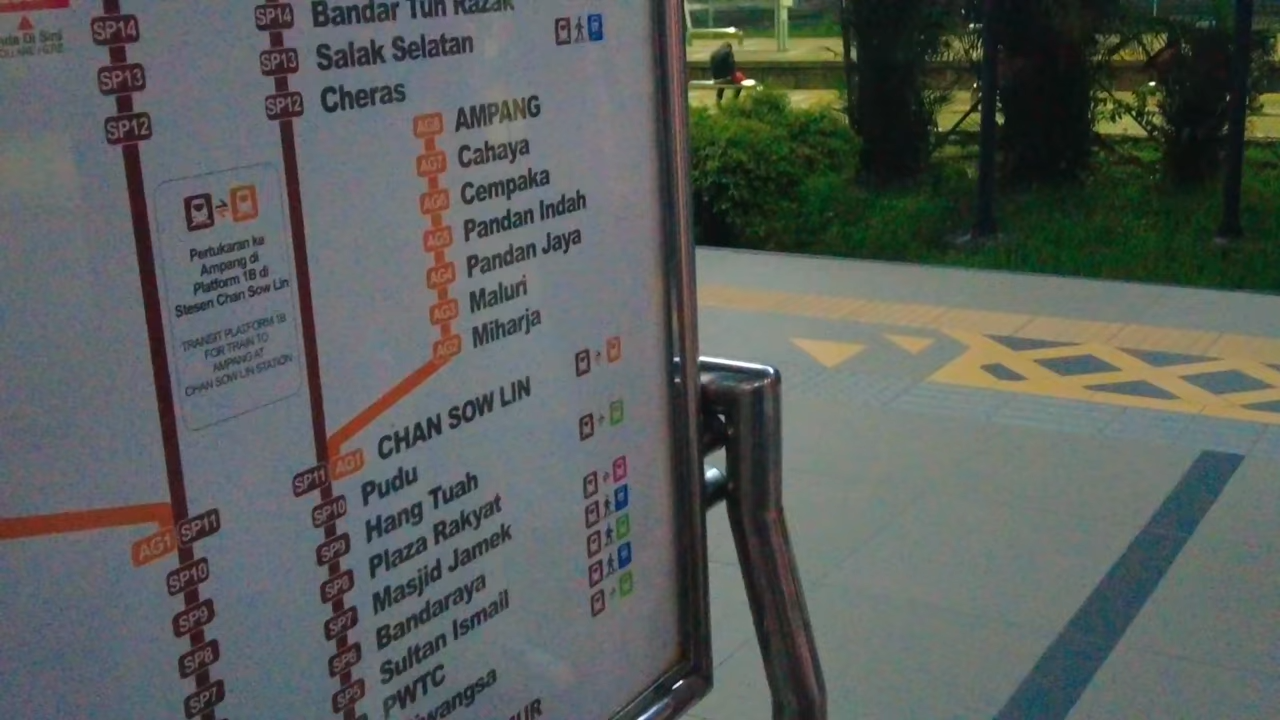 SP14
SP13
SP12
SP14 Bandar Tun Razak
SP13 Salak Selatan
SP12 Cheras
AG8 AMPANG
AG7 Cahaya
AG6 Cempaka
AG5 Pandan Indah
AG4 Pandan Jaya
AG3 Maluri
AG2 Miharja
Pertukaran ke
Ampang di
Platform 1B di
Stesen Chan Sow Lin
TRANSIT PLATFORM 1B
FOR TRAIN TO
AMPANG AT
CHAN SOW LIN STATION
SP11 AG1 CHAN SOW LIN
SP10 Pudu
SP9 Hang Tuah
SP8 Plaza Rakyat
SP7 Masjid Jamek
SP6 Bandaraya
SP5 Sultan Ismail
PWTC
AG1 SP11
SP10
SP9
SP8
SP7